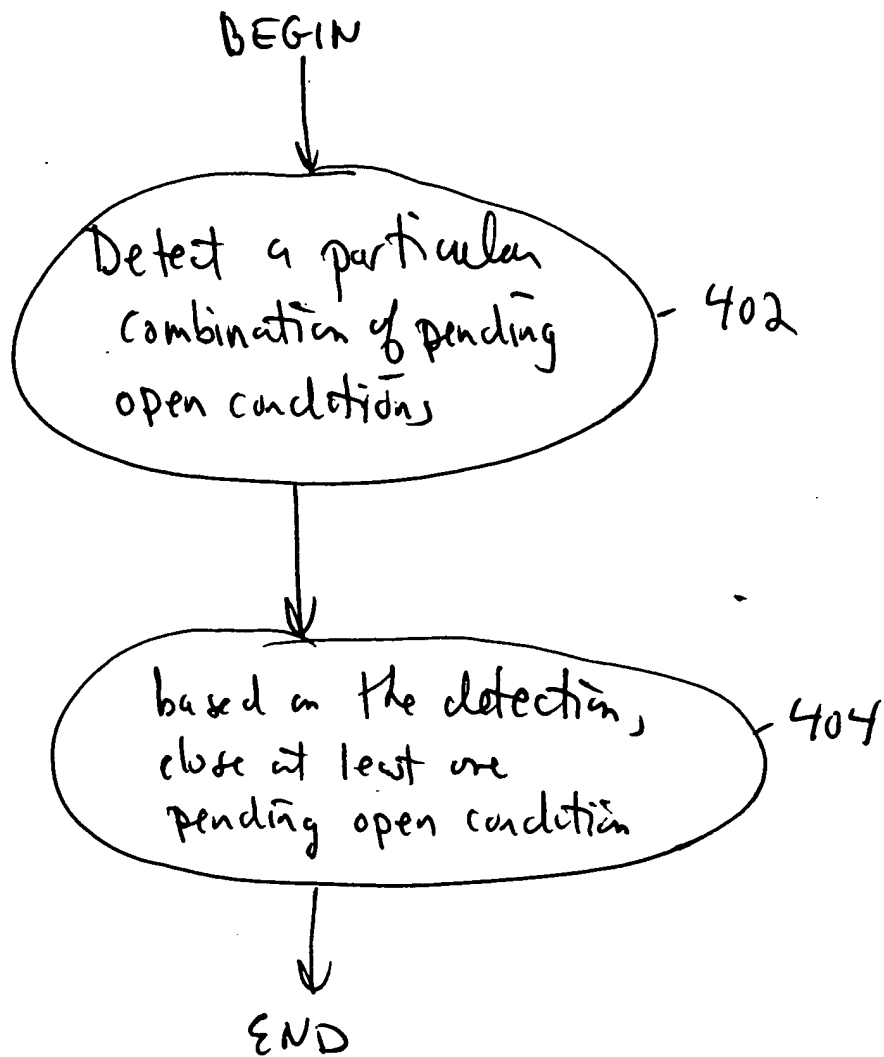 BEGIN
Detect a particular
combination of pending
open conditions
402
based on the detection,
close at least one
pending open condition
404
END